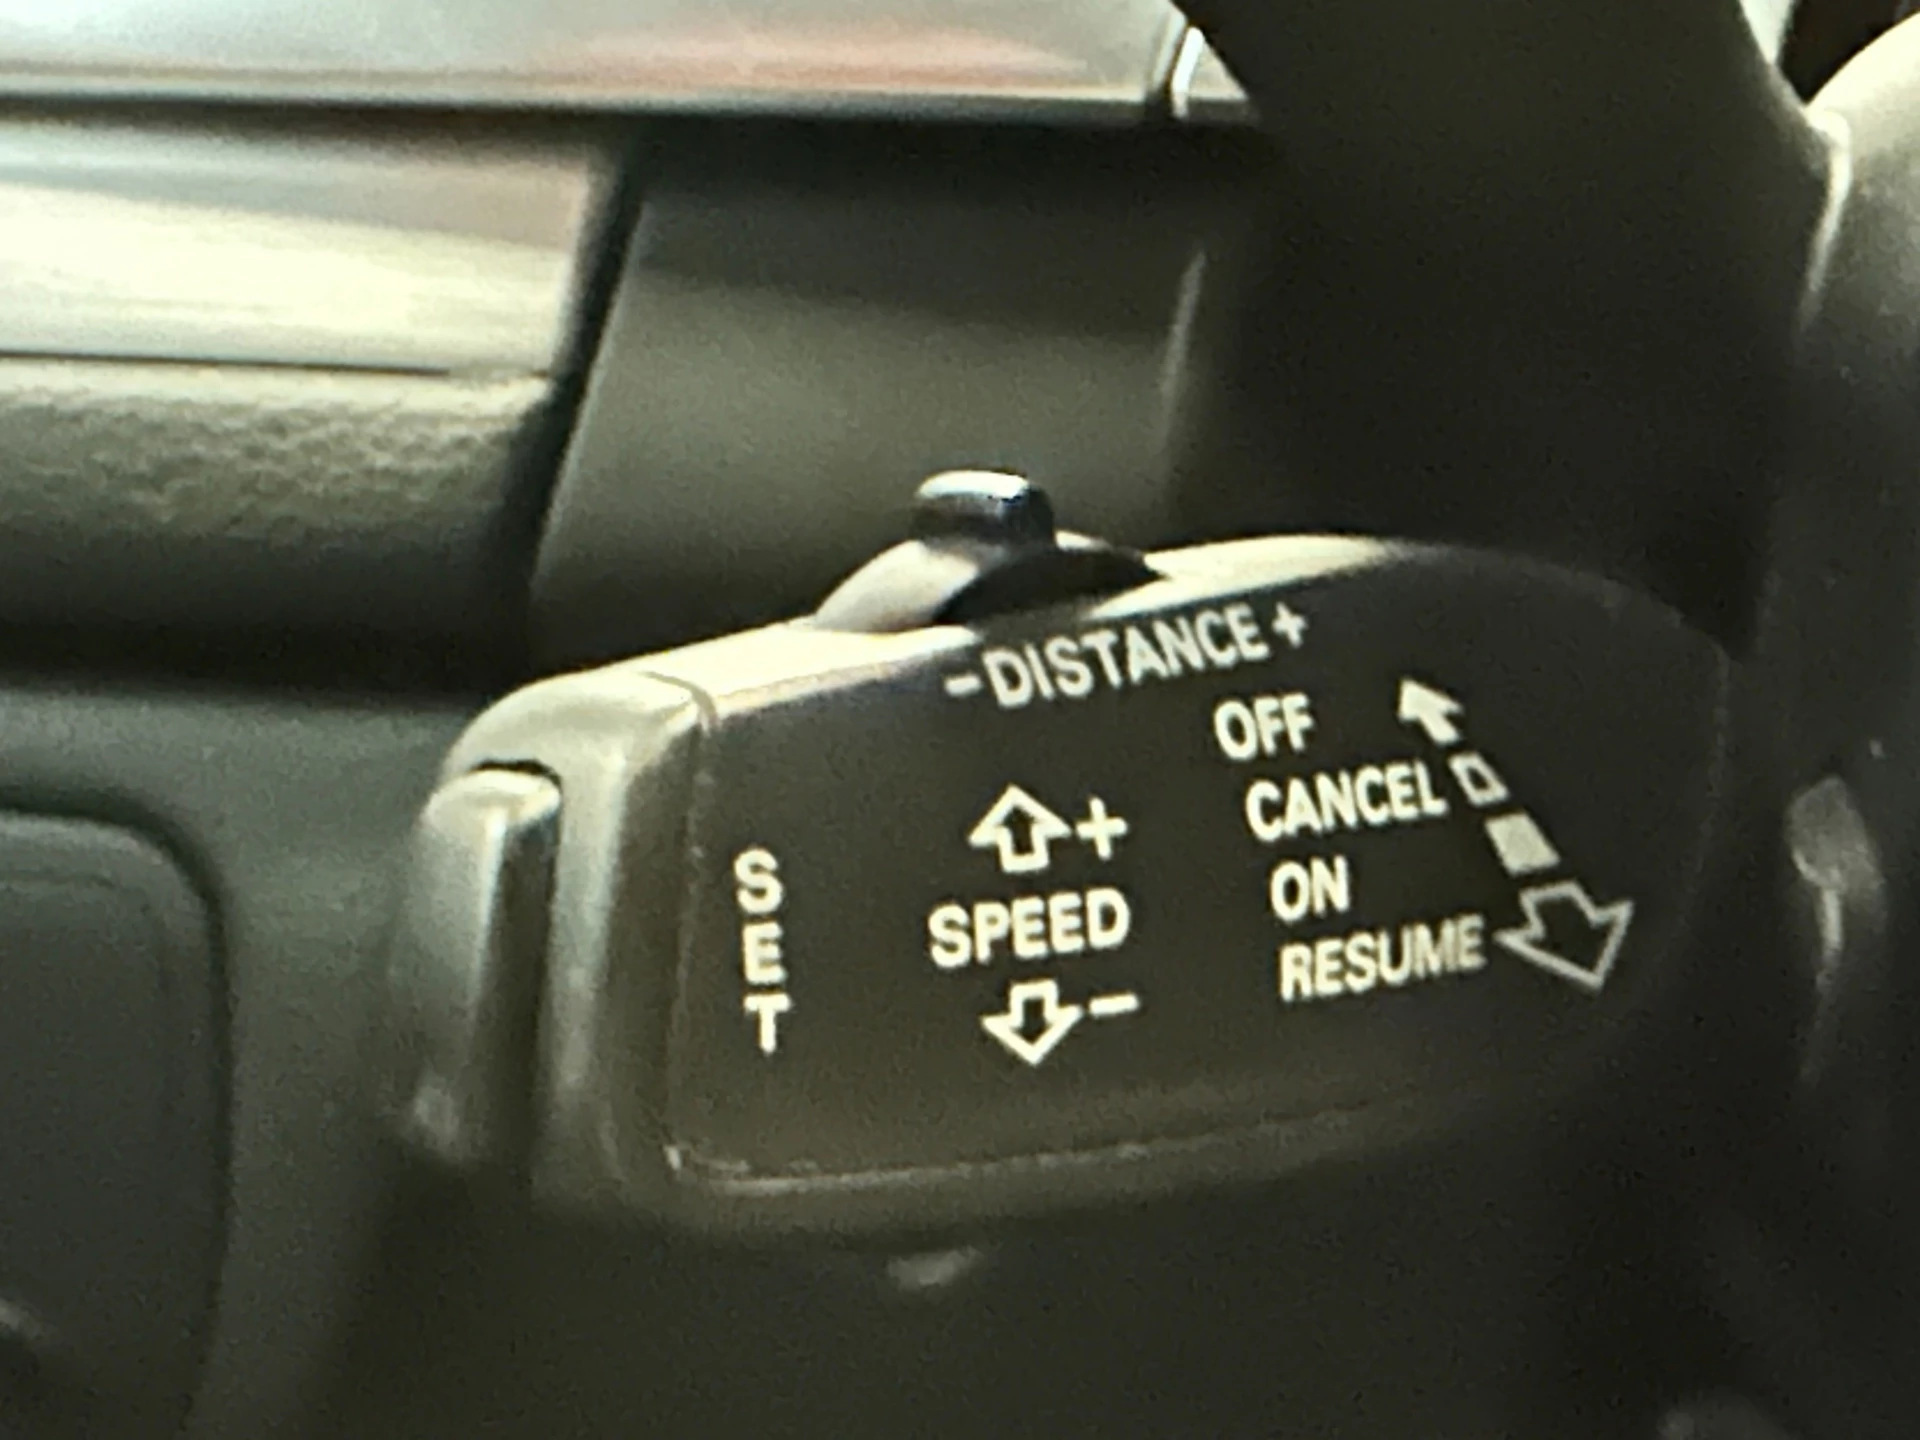 -DISTANCE+
OFF
CANCEL
ON
RESUME
+
SPEED
-
SET